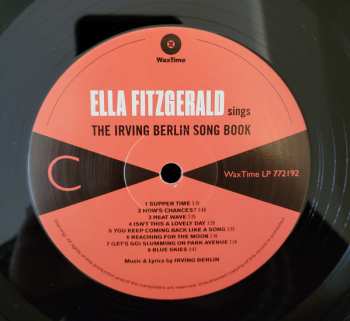 WaxTime
ELLA FITZGERALD sings
THE IRVING BERLIN SONG BOOK
C
WaxTime LP 772192
1 SUPPER TIME
2 HOW'S CHANCES?
3 HEAT WAVE
4 ISN'T THIS A LOVELY DAY
5 YOU KEEP COMING BACK LIKE A SONG
6 REACHING FOR THE MOON
7 (LET'S GO) SLUMMING ON PARK AVENUE
8 BLUE SKIES
Music & Lyrics by IRVING BERLIN